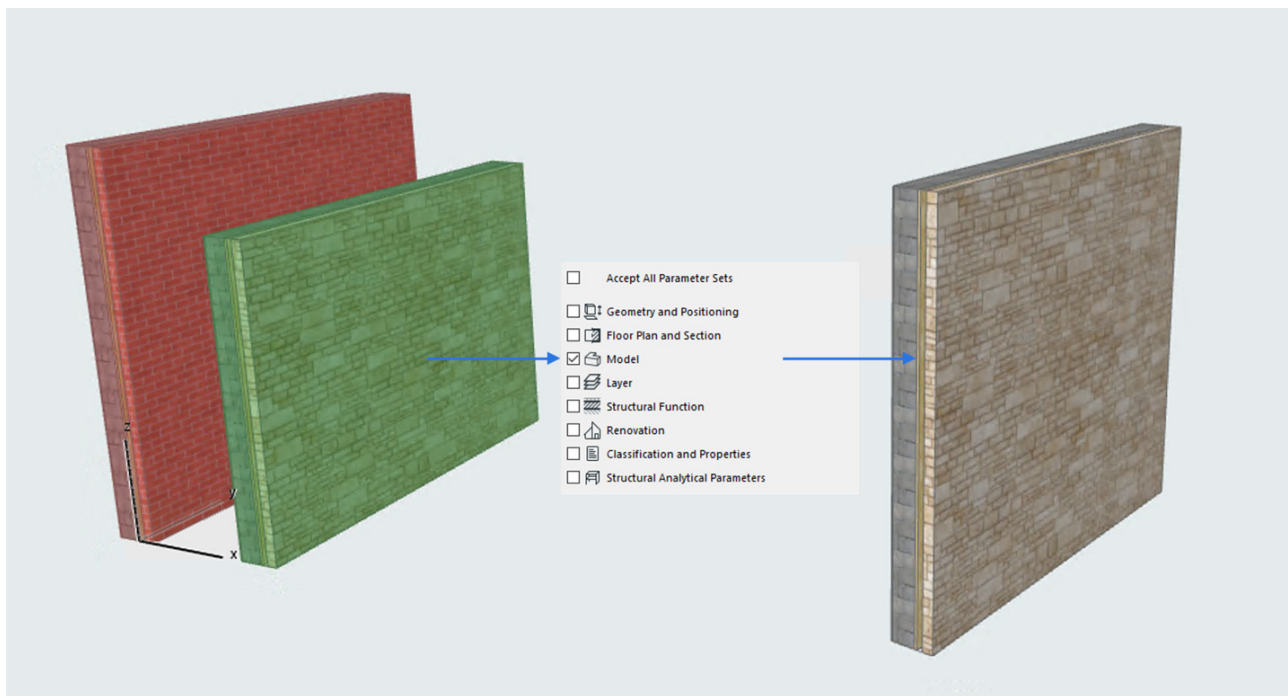 Accept All Parameter Sets
Geometry and Positioning
Floor Plan and Section
Model
Layer
Structural Function
Renovation
Classification and Properties
Structural Analytical Parameters
z
y
x